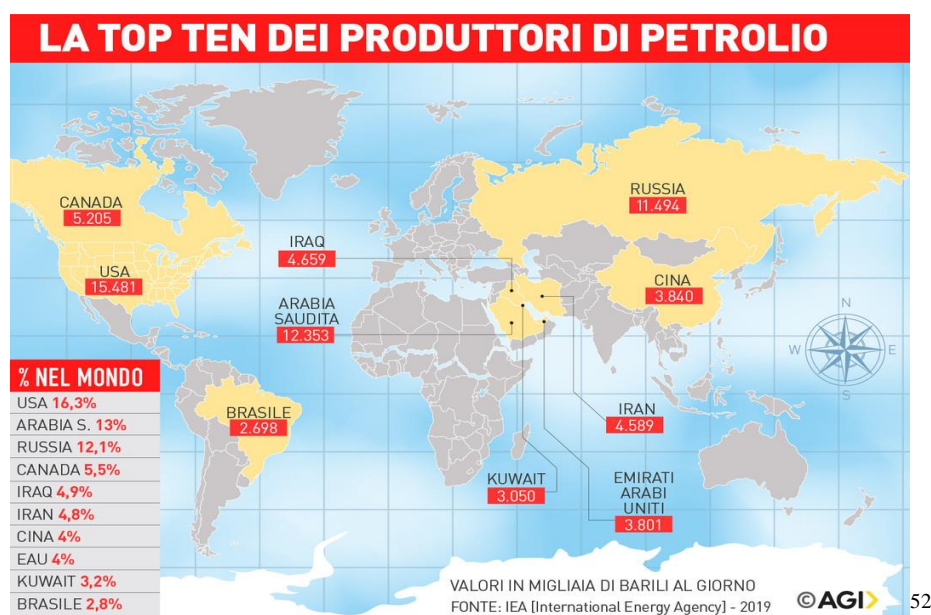 LA TOP TEN DEI PRODUTTORI DI PETROLIO
CANADA
5.205
USA
15.481
IRAQ
4.659
ARABIA
SAUDITA
12.353
RUSSIA
11.494
CINA
3.840
BRASILE
2.698
IRAN
4.589
KUWAIT
3.050
EMIRATI
ARABI
UNITI
3.801
N
W
E
S
% NEL MONDO
USA 16,3%
ARABIA S. 13%
RUSSIA 12,1%
CANADA 5,5%
IRAQ 4,9%
IRAN 4,8%
CINA 4%
EAU 4%
KUWAIT 3,2%
BRASILE 2,8%
VALORI IN MIGLIAIA DI BARILI AL GIORNO
FONTE: IEA [International Energy Agency] - 2019
©AGI>
52